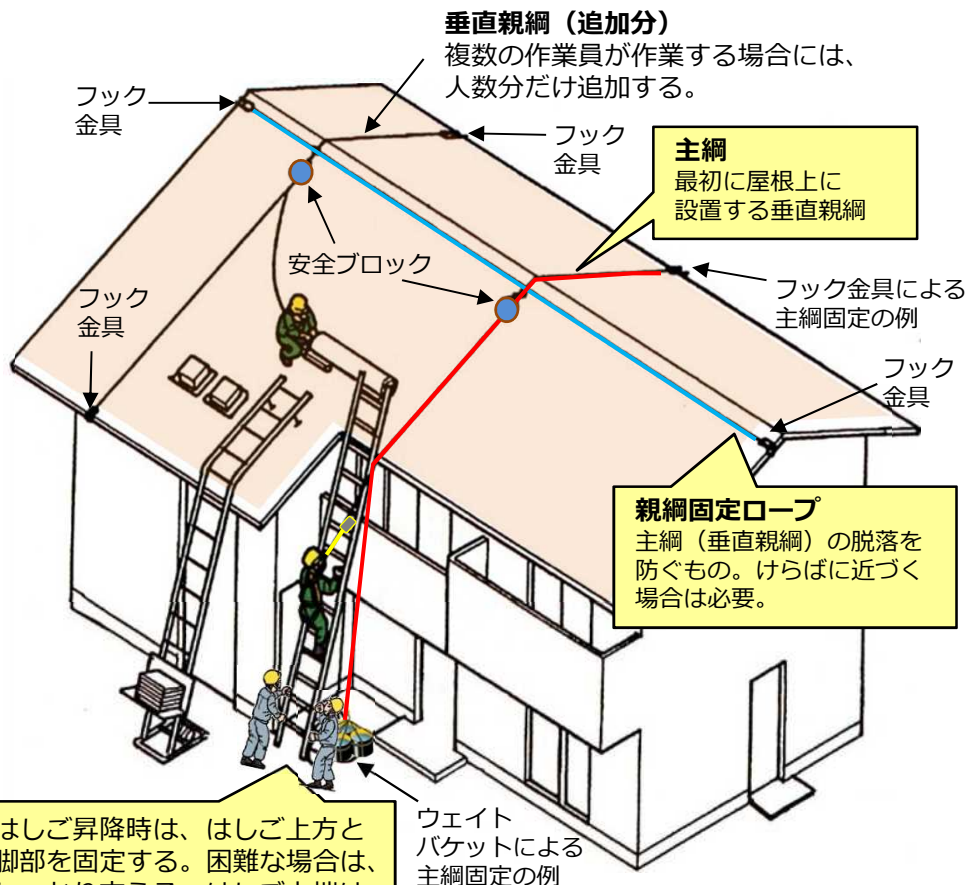 垂直親綱（追加分）
複数の作業員が作業する場合には、
人数分だけ追加する。
フック
金具
フック
金具
主綱
最初に屋根上に
設置する垂直親綱
安全ブロック
フック
金具
フック金具による
主綱固定の例
フック
金具
親綱固定ロープ
主綱（垂直親綱）の脱落を
防ぐもの。けらばに近づく
場合は必要。
はしご昇降時は、はしご上方と
脚部を固定する。困難な場合は、
ウェイト
バケットによる
主綱固定の例